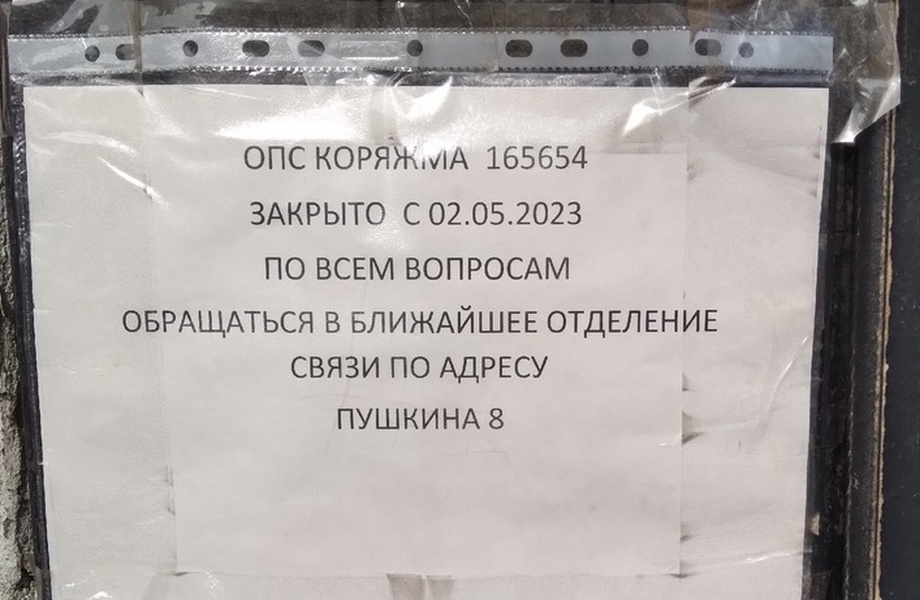 ОПС КОРЯЖМА 165654
ЗАКРЫТО С 02.05.2023
ПО ВСЕМ ВОПРОСАМ
ОБРАЩАТЬСЯ В БЛИЖАЙШЕЕ ОТДЕЛЕНИЕ
СВЯЗИ ПО АДРЕСУ
ПУШКИНА 8